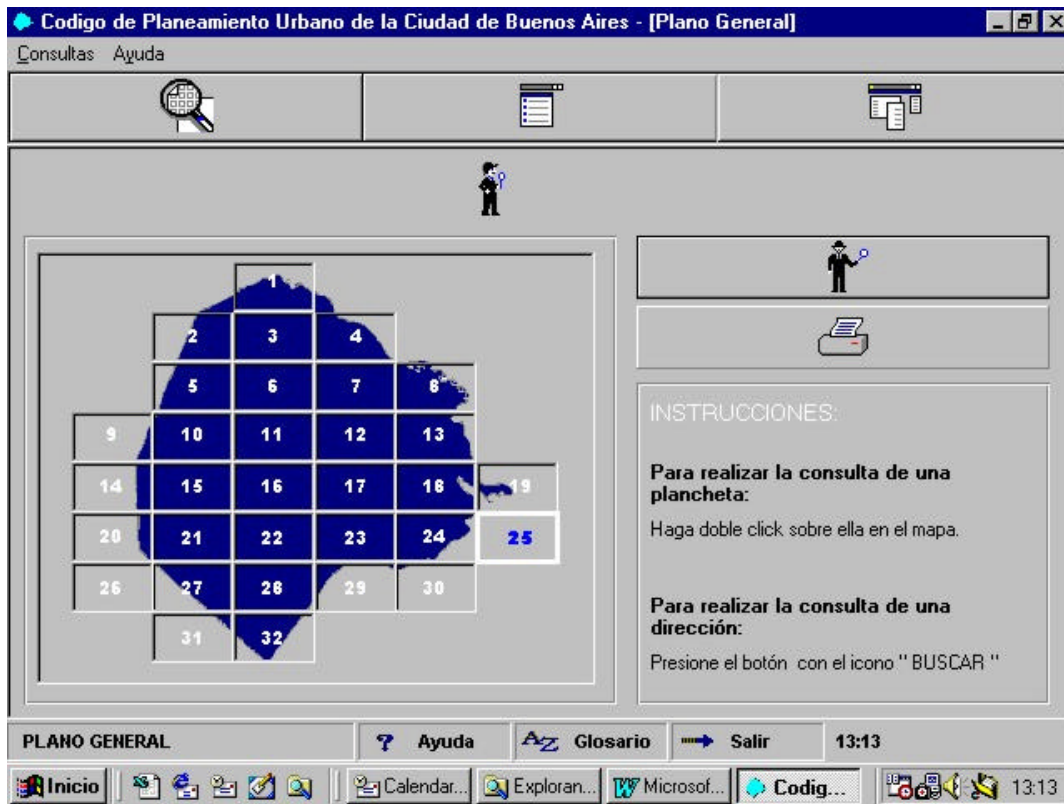 Codigo de Planeamiento Urbano de la Ciudad de Buenos Aires - [Plano General]
Consultas Ayuda
1
2 3 4
5 6 7 8
9 10 11 12 13
14 15 16 17 18 19
20 21 22 23 24 25
26 27 28 29 30
31 32
INSTRUCCIONES:
Para realizar la consulta de una
plancheta:
Haga doble click sobre ella en el mapa.
Para realizar la consulta de una
dirección:
Presione el botón con el icono " BUSCAR "
PLANO GENERAL ? Ayuda AZ Glosario Salir 13:13
Inicio Calendar... Exploran... Microsof... Codig... 13:13